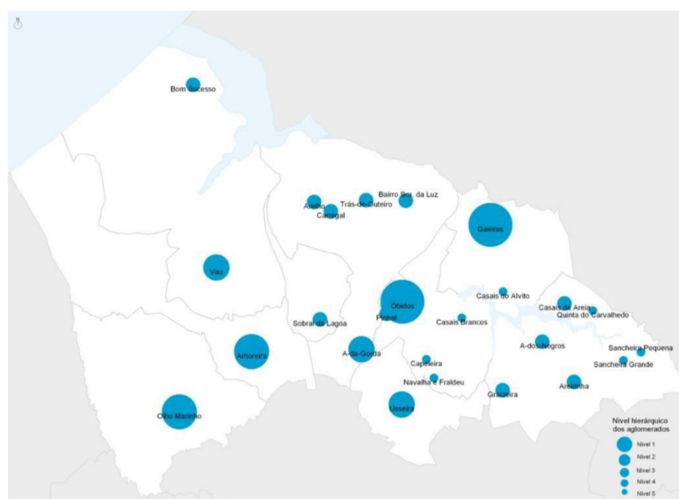 N
Bom Sucesso
Bairro Sra. da Luz
Trás-do-Outeiro
Arelho
Carregal
Gaeiras
Vau
Casais do Alvito
Óbidos
Casais da Areia
Quinta do Carvalhedo
Pinhal
Sobral da Lagoa
Casais Brancos
A-dos-Negros
Sancheira Pequena
Amoreira
A-da-Gorda
Capeleira
Sancheira Grande
Navalha e Fraldeu
Areirinha
Gracieira
Usseira
Olho Marinho
Nível hierárquico
dos aglomerados
Nível 1
Nível 2
Nível 3
Nível 4
Nível 5